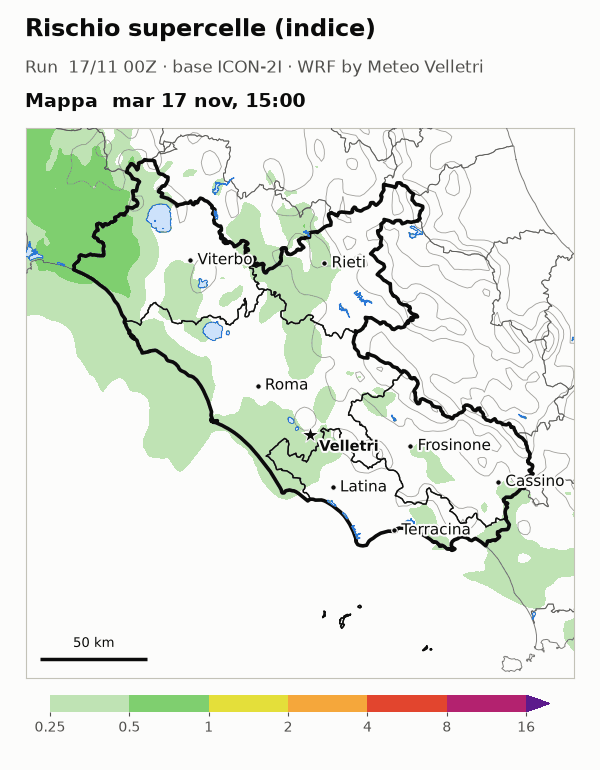 Rischio supercelle (indice)
Run 17/11 00Z · base ICON-2I · WRF by Meteo Velletri
Mappa mar 17 nov, 15:00
Viterbo
Rieti
Roma
Velletri
Frosinone
Cassino
Latina
Terracina
50 km
0.25 0.5 1 2 4 8 16